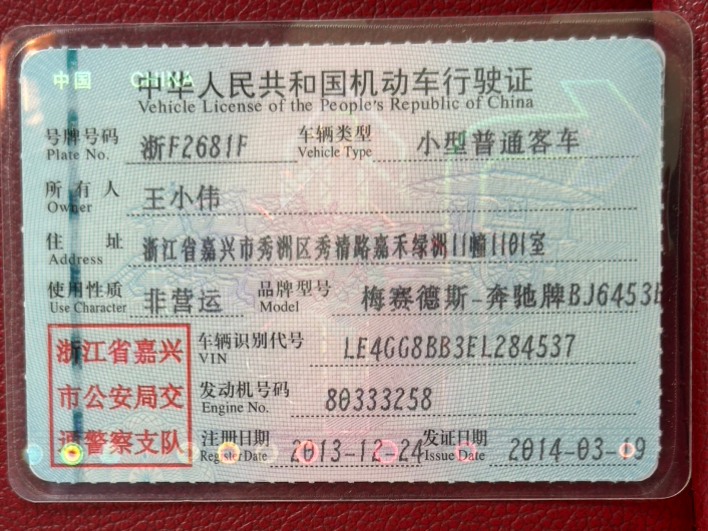 中国 CHINA
中华人民共和国机动车行驶证
Vehicle License of the People's Republic of China
号牌号码 浙F2681F 车辆类型 小型普通客车
Plate No. Vehicle Type
所有人 王小伟
Owner
住址 浙江省嘉兴市秀洲区秀清路嘉禾绿洲11幢1101室
Address
使用性质 非营运 品牌型号 梅赛德斯-奔驰牌BJ6453
Use Character Model
浙江省嘉兴 车辆识别代号 LE4GG8BB3EL284537
VIN
市公安局交 发动机号码 80333258
Engine No.
通警察支队 注册日期 2013-12-24 发证日期 2014-03-19
Register Date Issue Date